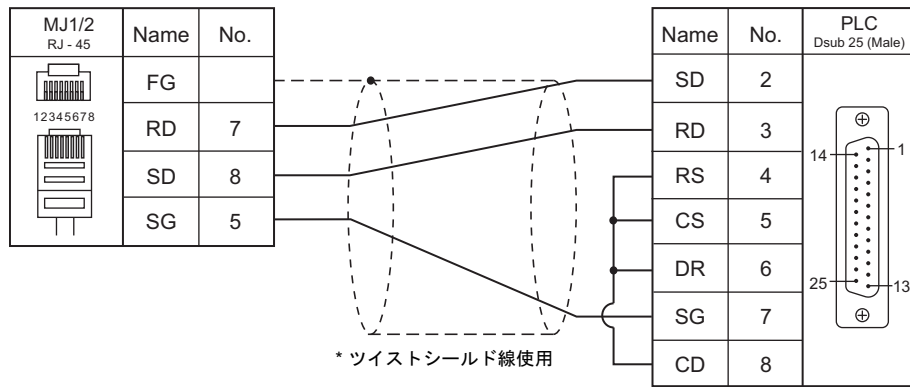 MJ1/2
RJ - 45
Name
No.
FG
RD
7
SD
8
SG
5
12345678
* ツイストシールド線使用
Name
No.
PLC
Dsub 25 (Male)
SD
2
RD
3
RS
4
CS
5
DR
6
SG
7
CD
8
14
1
25
13